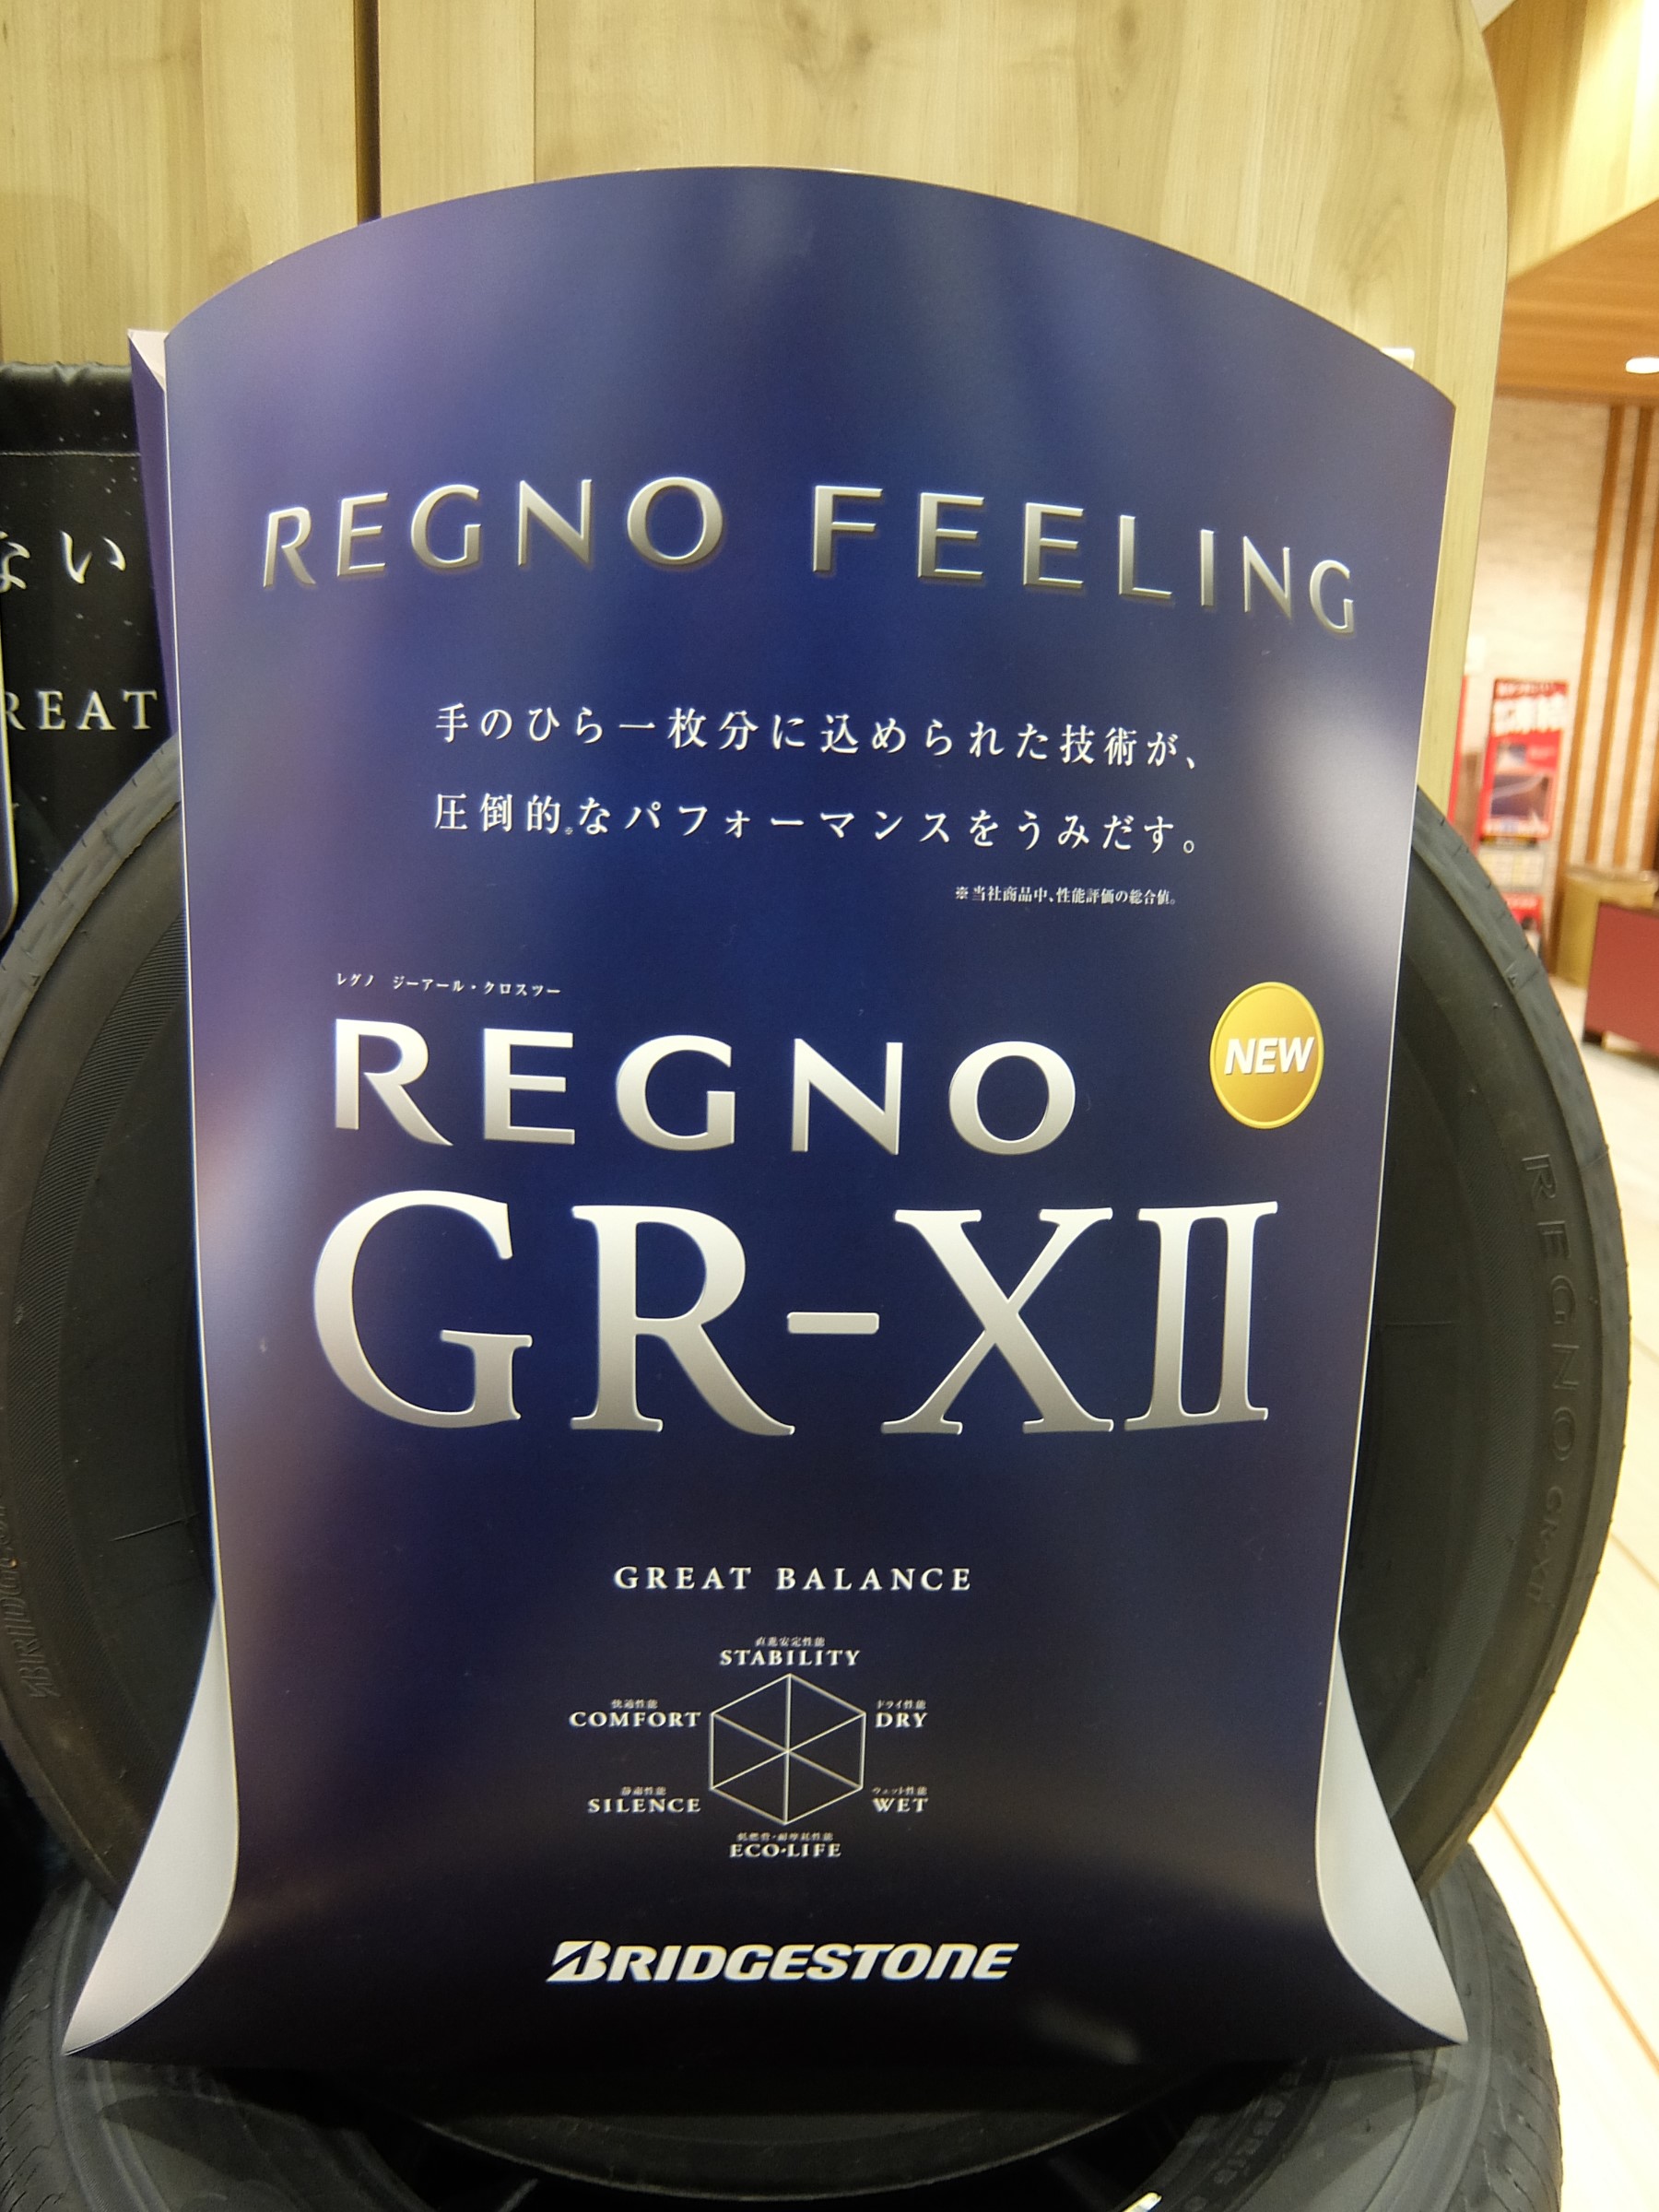 REGNO FEELING
手のひら一枚分に込められた技術が、
圧倒的※なパフォーマンスをうみだす。
※当社商品中、性能評価の総合値。
レグノ ジーアール・クロスツー
REGNO
NEW
GR-XII
GREAT BALANCE
直進安定性能
STABILITY
快適性能
COMFORT
ドライ性能
DRY
静粛性能
SILENCE
ウェット性能
WET
低燃費・耐摩耗性能
ECO・LIFE
BRIDGESTONE
ない
REAT
REGNO GR-XII
BRIDGESTONE